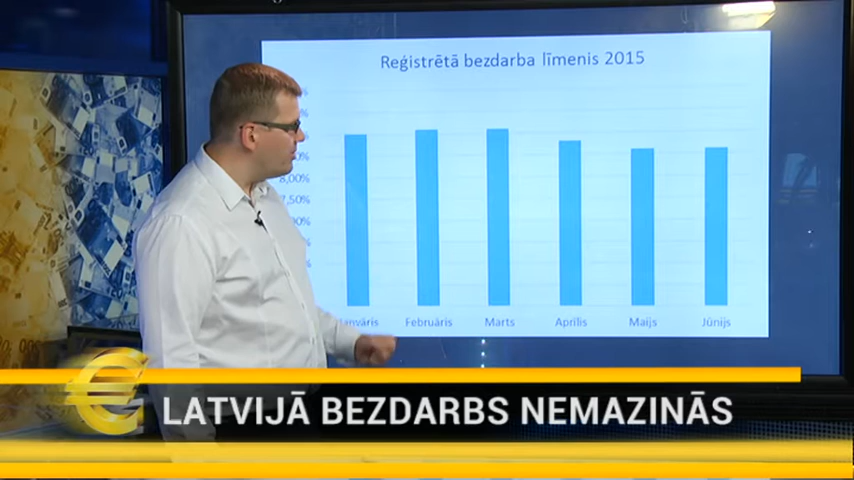 Reģistrētā bezdarba līmenis 2015
8,00%
7,50%
Februāris
Marts
Aprīlis
Maijs
Jūnijs
LATVIJĀ BEZDARBS NEMAZINĀS